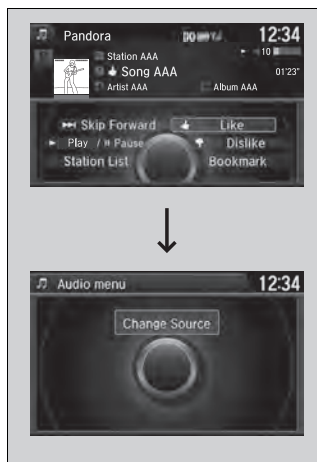 Pandora 12:34
Station AAA 10
Song AAA 01'23"
Artist AAA Album AAA
Skip Forward Like
Play / Pause Dislike
Station List Bookmark
Audio menu 12:34
Change Source